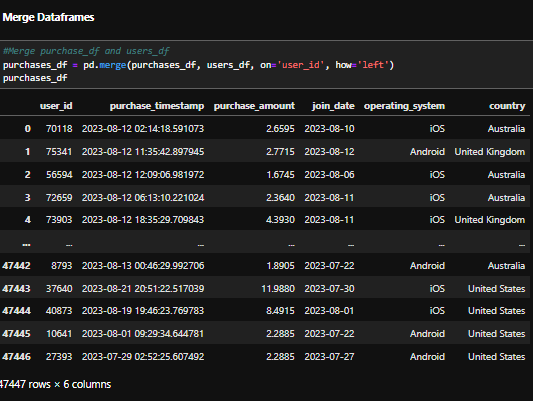 Merge Dataframes
#Merge purchase_df and users_df
purchases_df = pd.merge(purchases_df, users_df, on='user_id', how='left')
purchases_df
user_id purchase_timestamp purchase_amount join_date operating_system country
0 70118 2023-08-12 02:14:18.591073 2.6595 2023-08-10 iOS Australia
1 75341 2023-08-12 11:35:42.897945 2.7715 2023-08-12 Android United Kingdom
2 56594 2023-08-12 12:09:06.981972 1.6745 2023-08-06 iOS Australia
3 72659 2023-08-12 06:13:10.221024 2.3640 2023-08-11 iOS Australia
4 73903 2023-08-12 18:35:29.709843 4.3930 2023-08-11 iOS United Kingdom
... ... ... ... ... ... ...
47442 8793 2023-08-13 00:46:29.992706 1.8905 2023-07-22 Android Australia
47443 37640 2023-08-21 20:51:22.517039 11.9880 2023-07-30 iOS United States
47444 40873 2023-08-19 19:46:23.769783 8.4915 2023-08-01 iOS United States
47445 10641 2023-08-01 09:29:34.644781 2.2885 2023-07-22 Android United States
47446 27393 2023-07-29 02:52:25.607492 2.2885 2023-07-27 Android United States
47447 rows × 6 columns